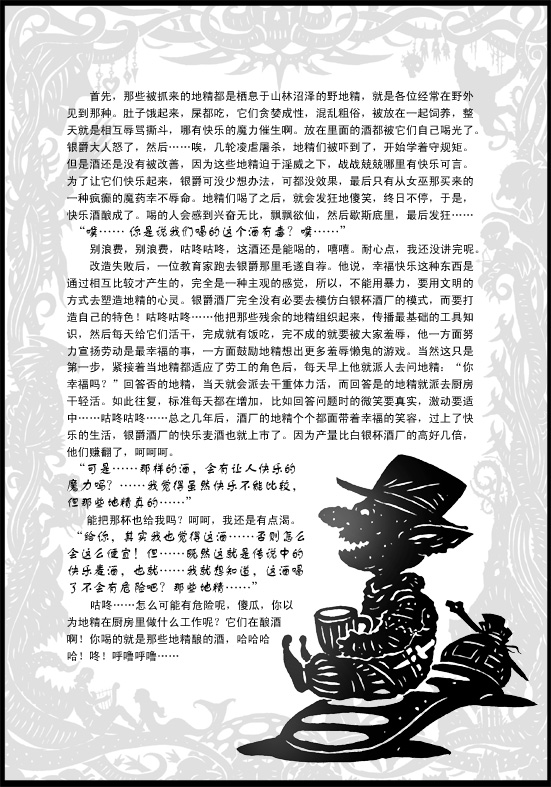 首先，那些被抓来的地精都是栖息于山林沼泽的野地精，就是各位经常在野外
见到那种。肚子饿起来，屎都吃，它们贪婪成性，混乱粗俗，被放在一起饲养，整
天就是相互辱骂撕斗，哪有快乐的魔力催生啊。放在里面的酒都被它们自己喝光了。
银爵大人怒了，然后……唉，几轮凌虐屠杀，地精们被吓到了，开始学着守规矩。
但是酒还是没有被改善，因为这些地精迫于淫威之下，战战兢兢哪里有快乐可言。
为了让它们快乐起来，银爵可没少想办法，可都没效果，最后只有从女巫那买来的
一种疯癫的魔药幸不辱命。地精们喝了之后，就会发狂地傻笑，终日不停，于是，
快乐酒酿成了。喝的人会感到兴奋无比，飘飘欲仙，然后歇斯底里，最后发狂……
“噗…… 你是说我们喝的这个酒有毒？噗……”
别浪费，别浪费，咕咚咕咚，这酒还是能喝的，嘻嘻。耐心点，我还没讲完呢。
改造失败后，一位教育家跑去银爵那里毛遂自荐。他说，幸福快乐这种东西是
通过相互比较才产生的，完全是一种主观的感觉，所以，不能用暴力，要用文明的
方式去塑造地精的心灵。银爵酒厂完全没有必要去模仿白银杯酒厂的模式，而要打
造自己的特色！咕咚咕咚……他把那些残余的地精组织起来，传播最基础的工具知
识，然后每天给它们活干，完成就有饭吃，完不成的就要被大家羞辱，他一方面努
力宣扬劳动是最幸福的事，一方面鼓励地精想出更多羞辱懒鬼的游戏。当然这只是
第一步，紧接着当地精都适应了劳工的角色后，每天早上他就派人去问地精：“你
幸福吗？”回答否的地精，当天就会派去干重体力活，而回答是的地精就派去厨房
干轻活。如此往复，标准每天都在增加，比如回答问题时的微笑要真实，激动要适
中……咕咚咕咚……总之几年后，酒厂的地精个个都面带着幸福的笑容，过上了快
乐的生活，银爵酒厂的快乐麦酒也就上市了。因为产量比白银杯酒厂的高好几倍，
他们赚翻了，呵呵呵。
“可是……那样的酒，会有让人快乐的
魔力吗？……我觉得虽然快乐不能比较，
但那些地精真的……”
能把那杯也给我吗？呵呵，我还是有点渴。
“给你，其实我也觉得这酒……否则怎么
会这么便宜！但……既然这就是传说中的
快乐麦酒，也就……我就想知道，这酒喝
了不会有危险吧？那些地精……”
咕咚……怎么可能有危险呢，傻瓜，你以
为地精在厨房里做什么工作呢？它们在酿酒
啊！你喝的就是那些地精酿的酒，哈哈哈
哈！咚！呼噜呼噜……